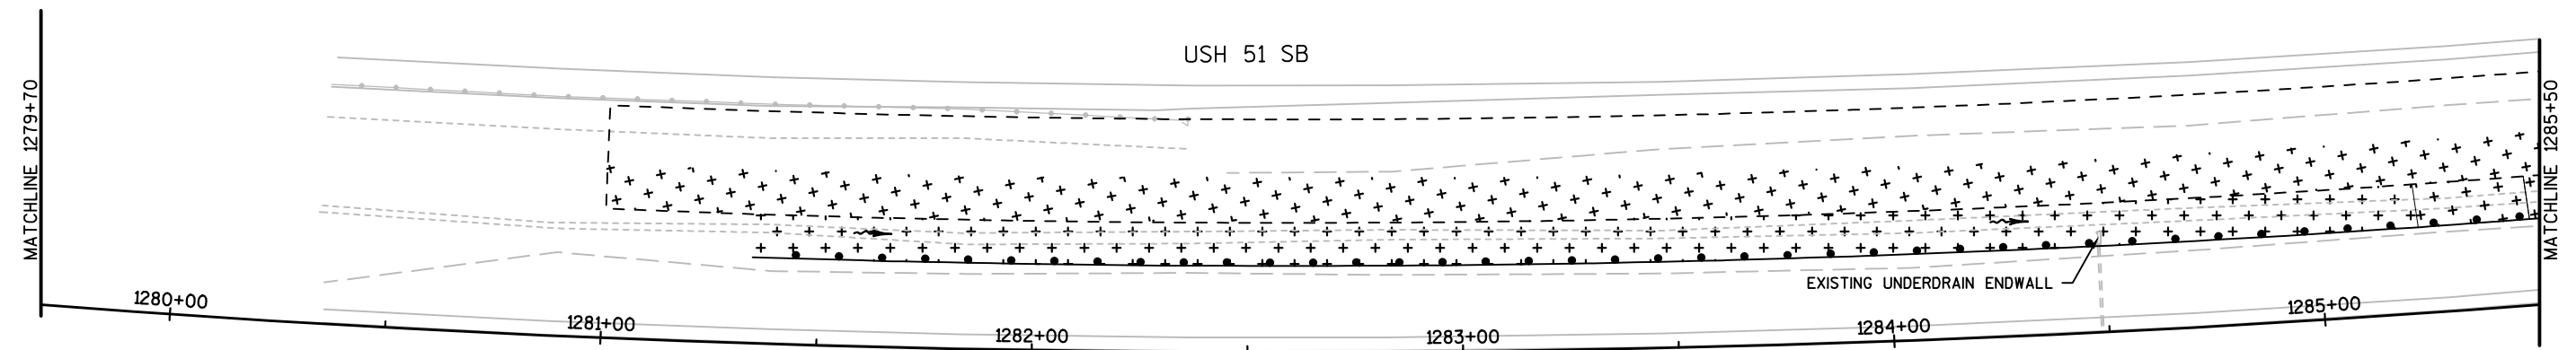 USH 51 SB
MATCHLINE 1279+70
MATCHLINE 1285+50
EXISTING UNDERDRAIN ENDWALL
1280+00
1281+00
1282+00
1283+00
1284+00
1285+00